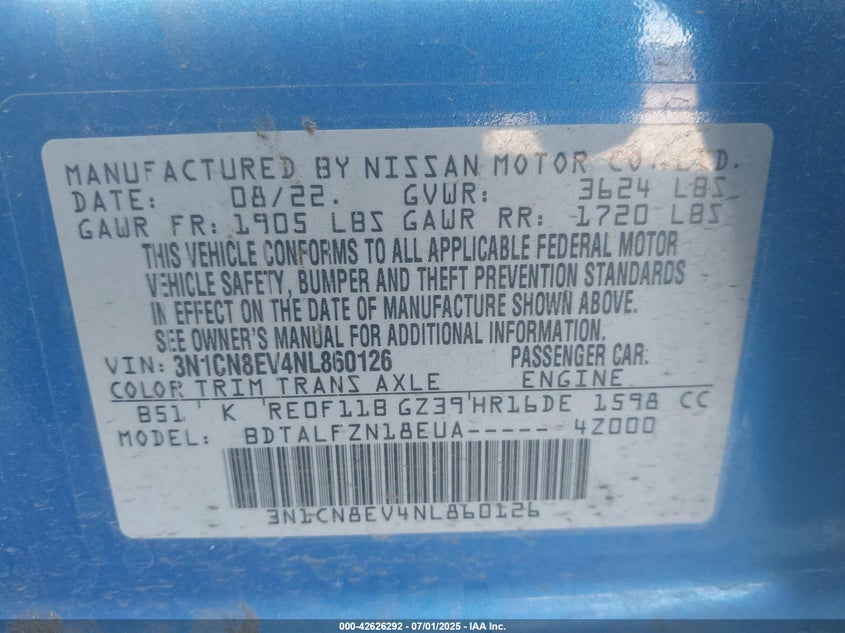 MANUFACTURED BY NISSAN MOTOR CO., LTD.
DATE: 08/22. GVWR: 3624 LBS
GAWR FR: 1905 LBS GAWR RR: 1720 LBS
THIS VEHICLE CONFORMS TO ALL APPLICABLE FEDERAL MOTOR
VEHICLE SAFETY, BUMPER AND THEFT PREVENTION STANDARDS
IN EFFECT ON THE DATE OF MANUFACTURE SHOWN ABOVE.
SEE OWNER'S MANUAL FOR ADDITIONAL INFORMATION.
VIN: 3N1CN8EV4NL860126 PASSENGER CAR
COLOR TRIM TRANS AXLE ENGINE
B51 K RE0F11B GZ39 HR16DE 1598 CC
MODEL: BDTALFZN18EUA----- 4Z000
3N1CN8EV4NL860126
000-42626292 - 07/01/2025 - IAA Inc.